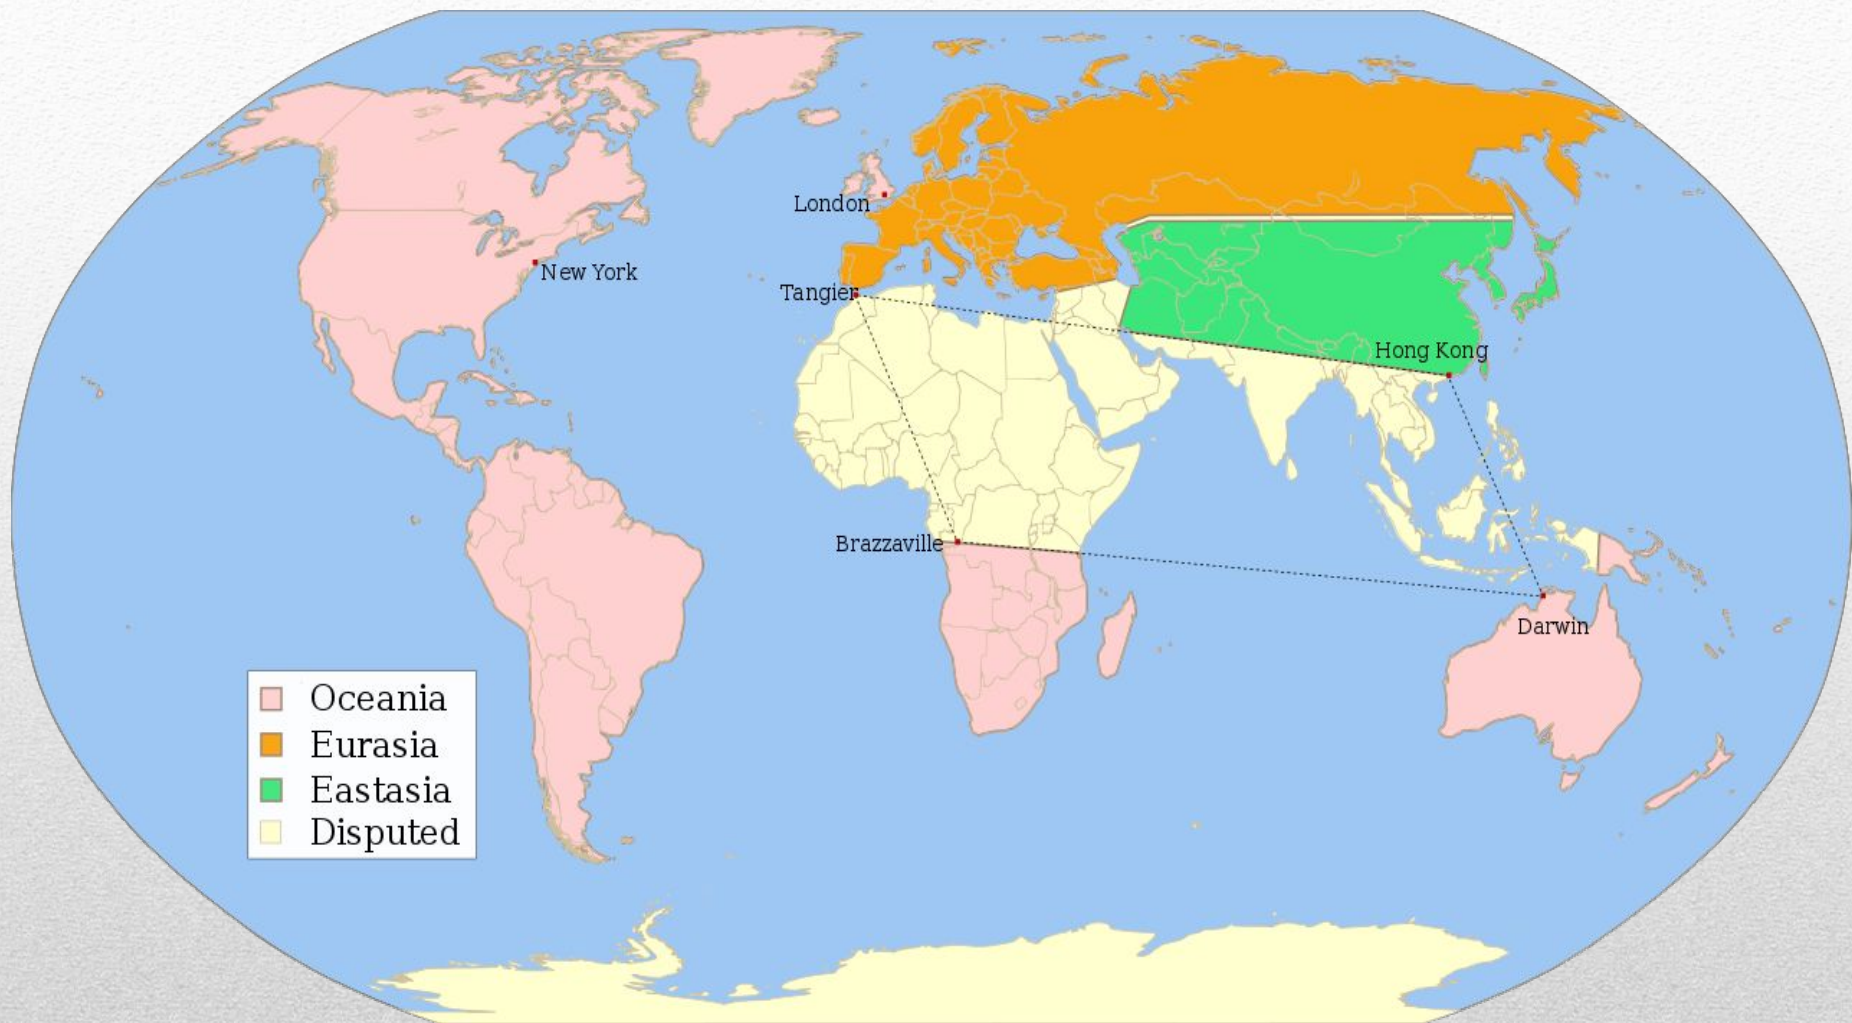 London
New York
Tangier
Hong Kong
Brazzaville
Darwin
Oceania
Eurasia
Eastasia
Disputed